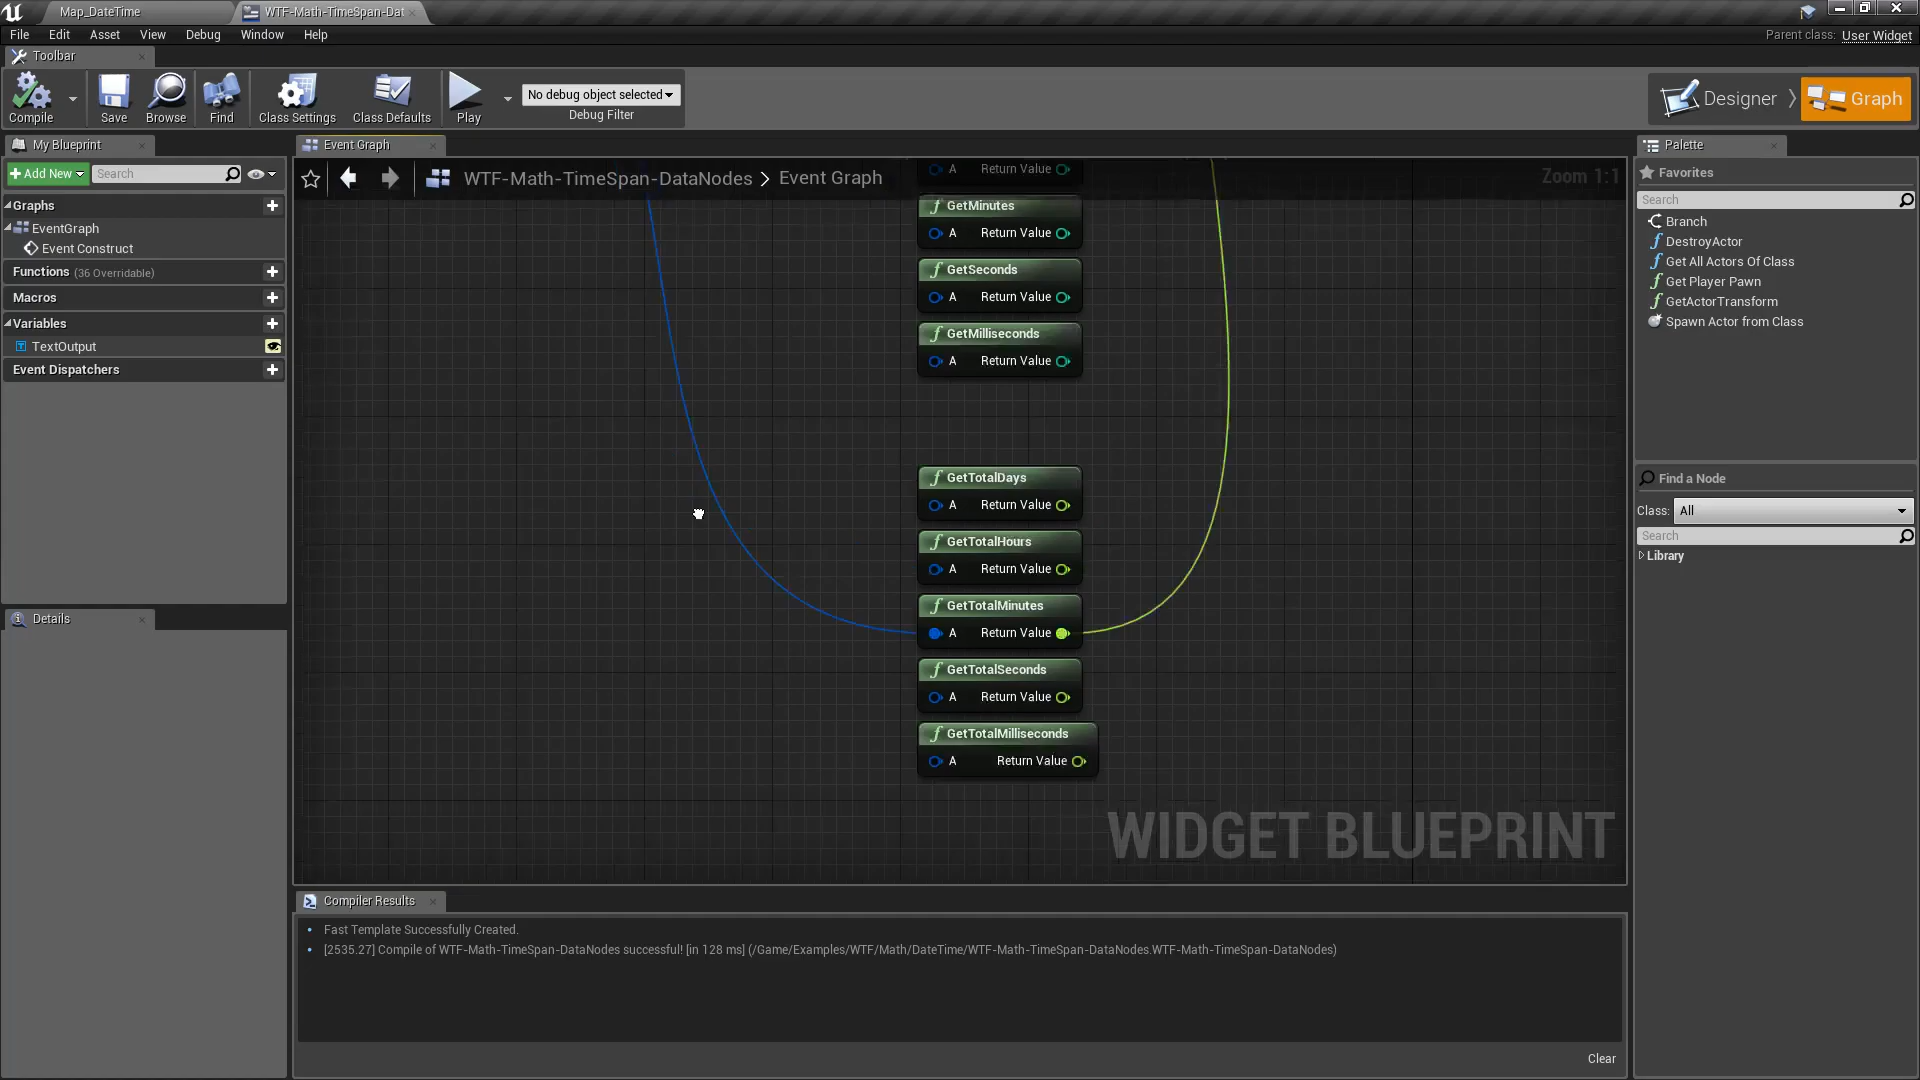 Map_DateTime
WTF-Math-TimeSpan-Dat
File Edit Asset View Debug Window Help
Parent class: User Widget
Toolbar
Compile
Save
Browse
Find
Class Settings
Class Defaults
Play
No debug object selected
Debug Filter
Designer
Graph
My Blueprint
Event Graph
Palette
Add New
Search
WTF-Math-TimeSpan-DataNodes > Event Graph
Zoom 1:1
Favorites
Search
Branch
DestroyActor
Get All Actors Of Class
Get Player Pawn
GetActorTransform
Spawn Actor from Class
Graphs
EventGraph
Event Construct
Functions (36 Overridable)
Macros
Variables
TextOutput
Event Dispatchers
A Return Value
GetMinutes
A Return Value
GetSeconds
A Return Value
GetMilliseconds
A Return Value
GetTotalDays
A Return Value
GetTotalHours
A Return Value
GetTotalMinutes
A Return Value
GetTotalSeconds
A Return Value
GetTotalMilliseconds
A Return Value
WIDGET BLUEPRINT
Find a Node
Class: All
Search
Library
Details
Compiler Results
Fast Template Successfully Created.
[2535.27] Compile of WTF-Math-TimeSpan-DataNodes successful! [in 128 ms] (/Game/Examples/WTF/Math/DateTime/WTF-Math-TimeSpan-DataNodes.WTF-Math-TimeSpan-DataNodes)
Clear